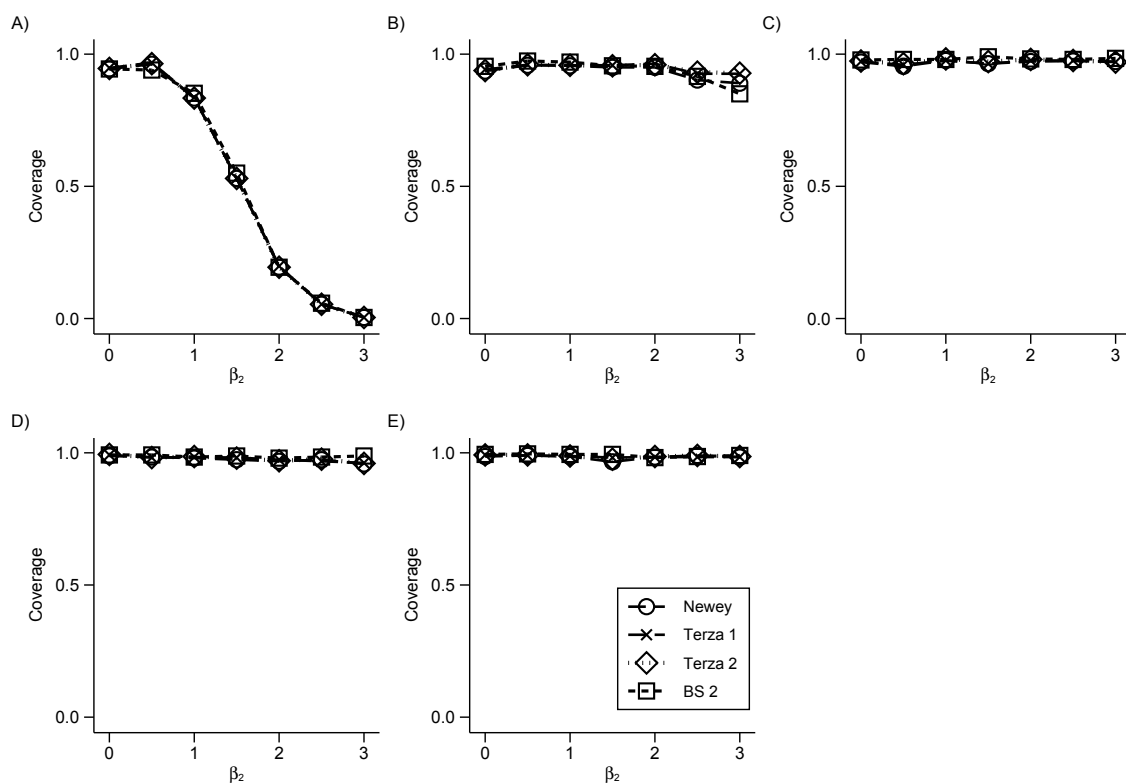 A)
B)
C)
1.0
0.5
0.0
Coverage
0 1 2 3
β₂
1.0
0.5
0.0
Coverage
0 1 2 3
β₂
1.0
0.5
0.0
Coverage
0 1 2 3
β₂
D)
E)
1.0
0.5
0.0
Coverage
0 1 2 3
β₂
1.0
0.5
0.0
Coverage
0 1 2 3
β₂
Newey
Terza 1
Terza 2
BS 2